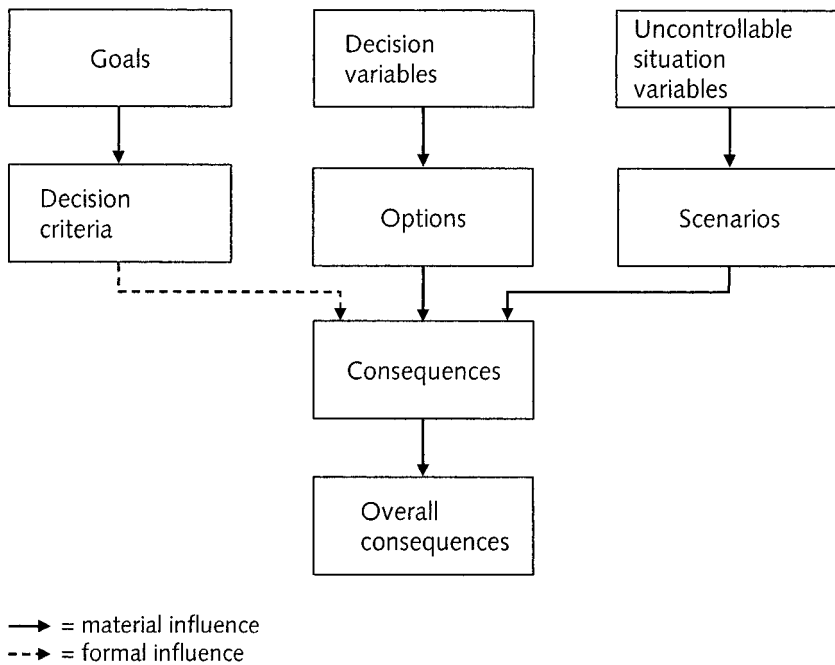 Goals
Decision
variables
Uncontrollable
situation
variables
Decision
criteria
Options
Scenarios
Consequences
Overall
consequences
= material influence
= formal influence